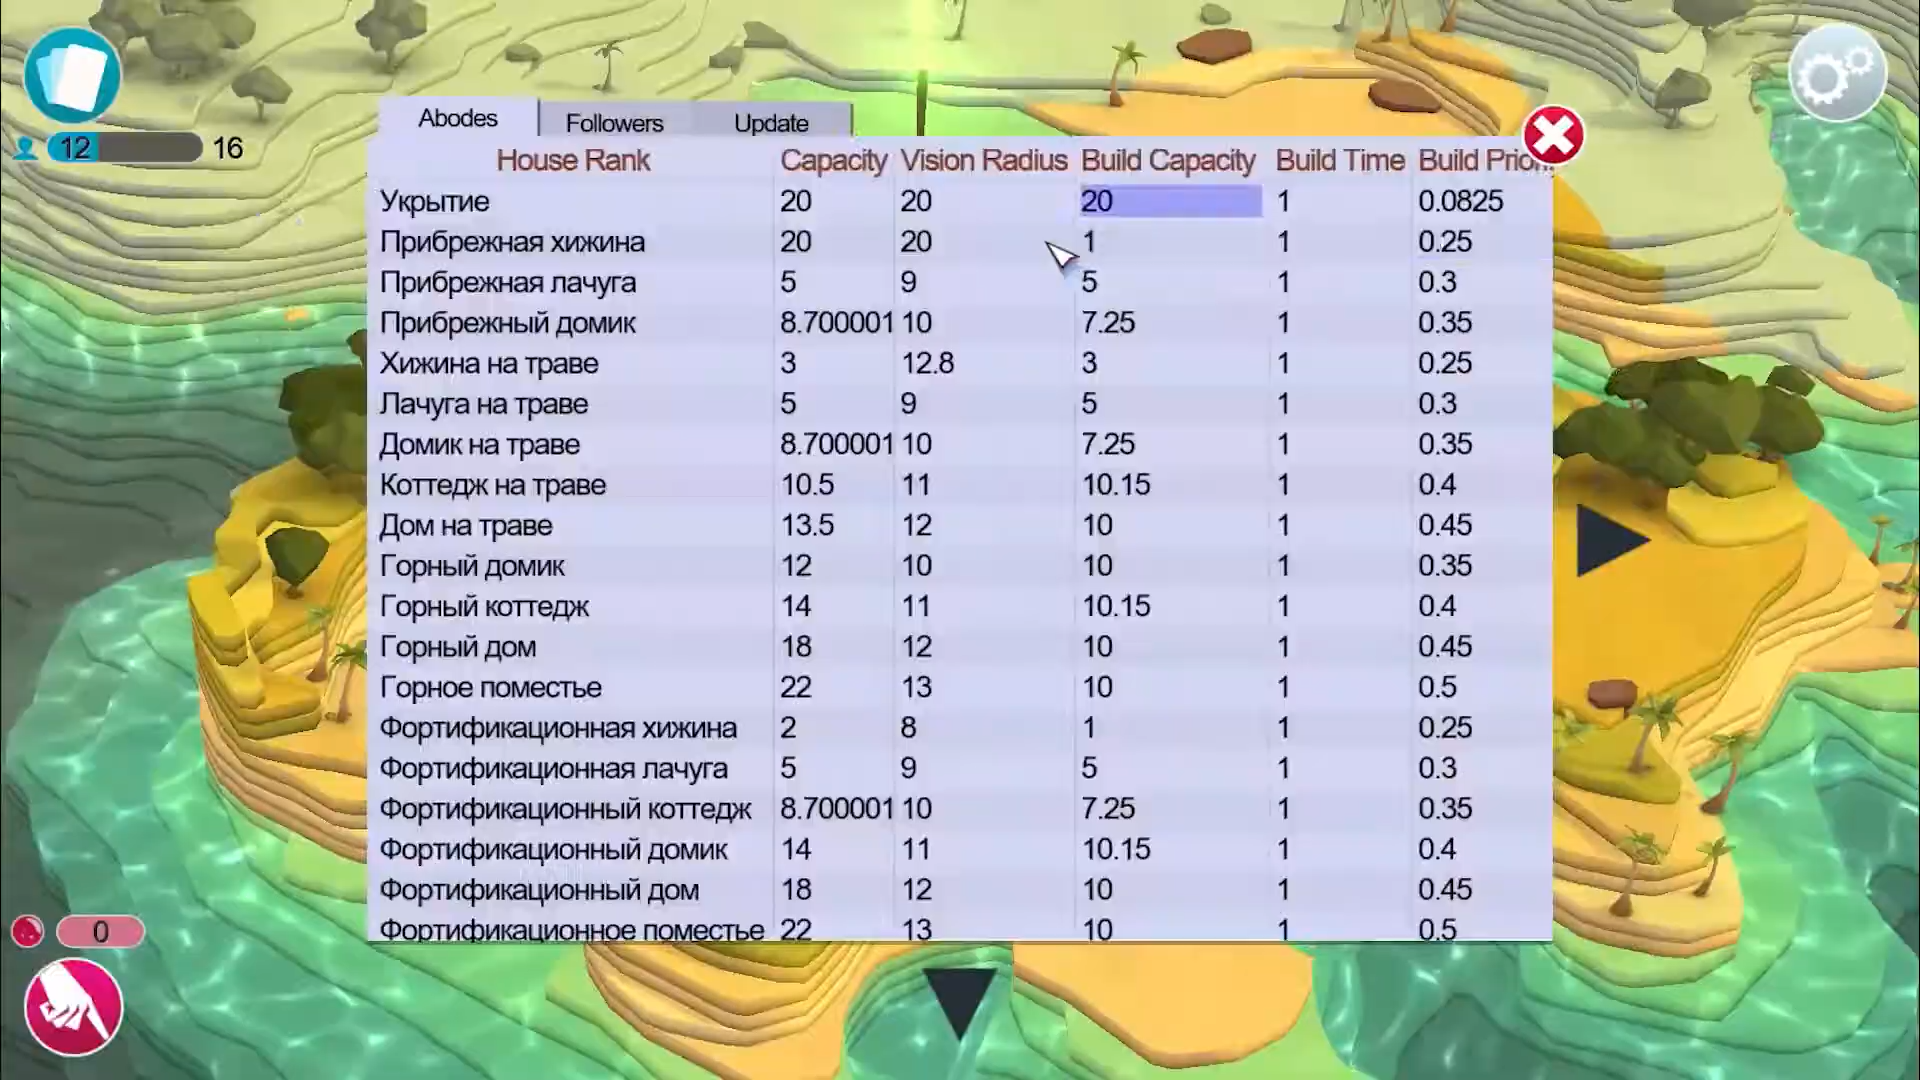 Abodes Followers Update
12 16
House Rank Capacity Vision Radius Build Capacity Build Time Build
Укрытие 20 20 20 1 0.0825
Прибрежная хижина 20 20 1 1 0.25
Прибрежная лачуга 5 9 5 1 0.3
Прибрежный домик 8.700001 10 7.25 1 0.35
Хижина на траве 3 12.8 3 1 0.25
Лачуга на траве 5 9 5 1 0.3
Домик на траве 8.700001 10 7.25 1 0.35
Коттедж на траве 10.5 11 10.15 1 0.4
Дом на траве 13.5 12 10 1 0.45
Горный домик 12 10 10 1 0.35
Горный коттедж 14 11 10.15 1 0.4
Горный дом 18 12 10 1 0.45
Горное поместье 22 13 10 1 0.5
Фортификационная хижина 2 8 1 1 0.25
Фортификационная лачуга 5 9 5 1 0.3
Фортификационный коттедж 8.700001 10 7.25 1 0.35
Фортификационный домик 14 11 10.15 1 0.4
Фортификационный дом 18 12 10 1 0.45
Фортификационное поместье 22 13 10 1 0.5
0